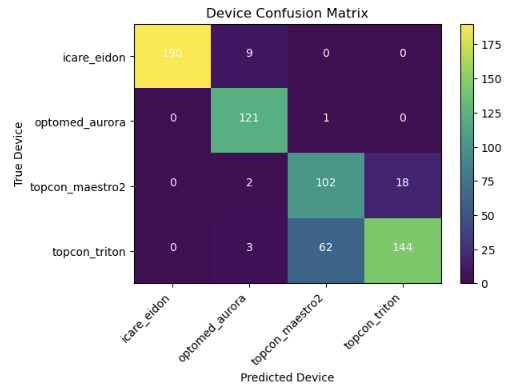 Device Confusion Matrix
True Device
icare_eidon 190 9 0 0
optomed_aurora 0 121 1 0
topcon_maestro2 0 2 102 18
topcon_triton 0 3 62 144
icare_eidon optomed_aurora topcon_maestro2 topcon_triton
Predicted Device
175
150
125
100
75
50
25
0